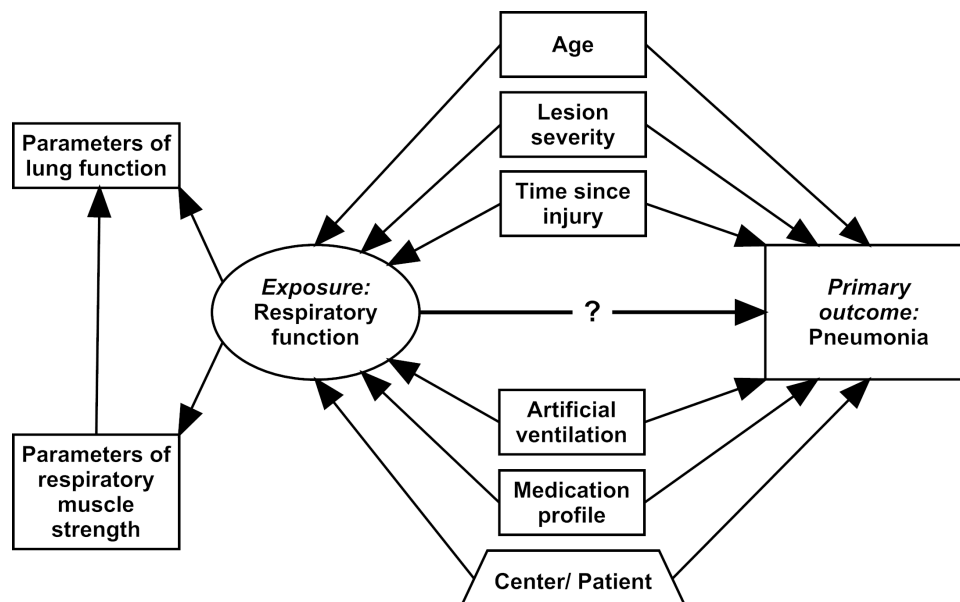 Age
Lesion
severity
Time since
injury
Parameters of
lung function
Exposure:
Respiratory
function
?
Primary
outcome:
Pneumonia
Parameters of
respiratory
muscle
strength
Artificial
ventilation
Medication
profile
Center/ Patient